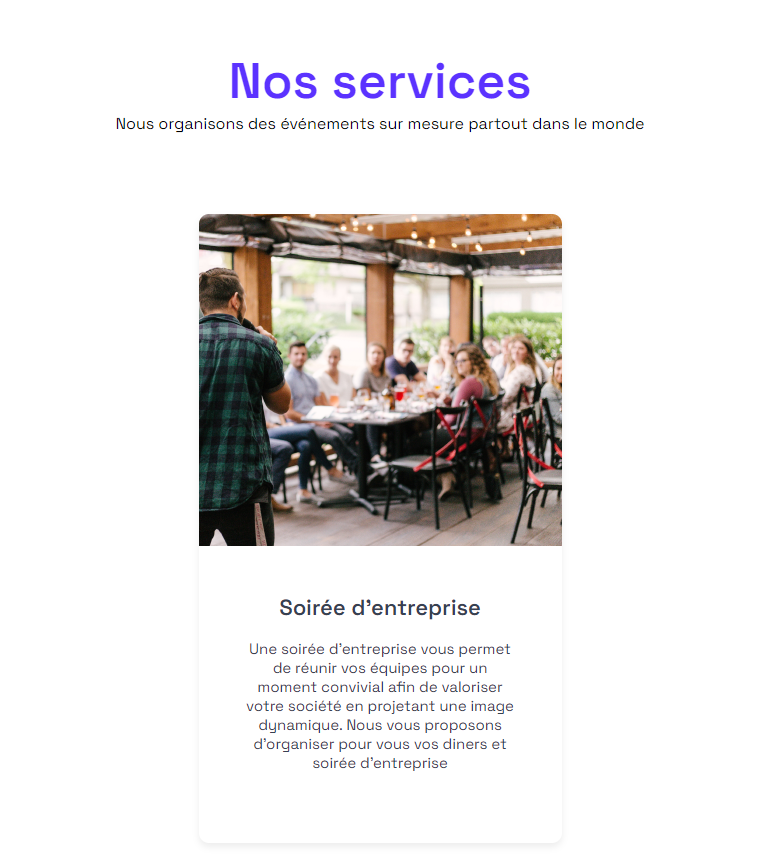 Nos services
Nous organisons des événements sur mesure partout dans le monde
Soirée d'entreprise
Une soirée d'entreprise vous permet
de réunir vos équipes pour un
moment convivial afin de valoriser
votre société en projetant une image
dynamique. Nous vous proposons
d'organiser pour vous vos diners et
soirée d'entreprise